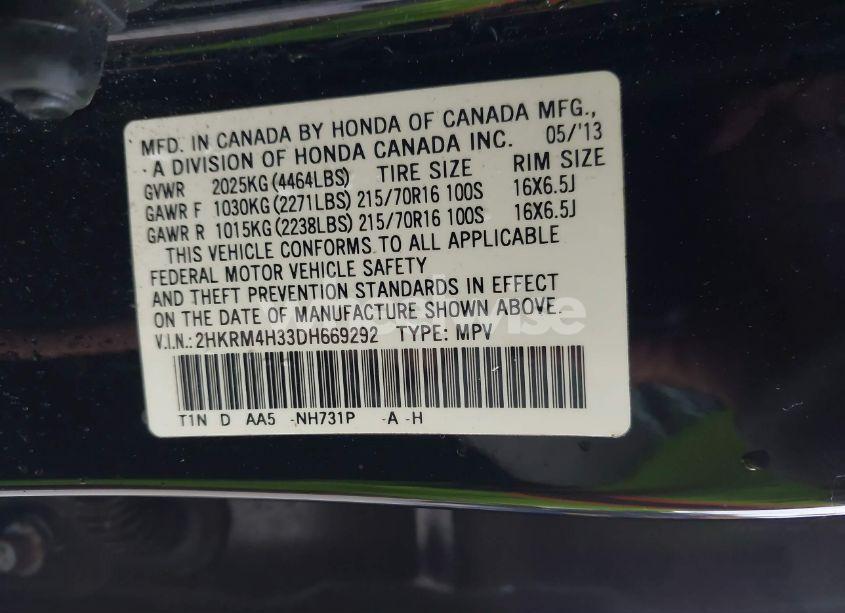 MFD. IN CANADA BY HONDA OF CANADA MFG.,
A DIVISION OF HONDA CANADA INC. 05/'13
GVWR 2025KG (4464LBS) TIRE SIZE RIM SIZE
GAWR F 1030KG (2271LBS) 215/70R16 100S 16X6.5J
GAWR R 1015KG (2238LBS) 215/70R16 100S 16X6.5J
THIS VEHICLE CONFORMS TO ALL APPLICABLE
FEDERAL MOTOR VEHICLE SAFETY
AND THEFT PREVENTION STANDARDS IN EFFECT
ON THE DATE OF MANUFACTURE SHOWN ABOVE.
V.I.N.: 2HKRM4H33DH669292 TYPE: MPV
T1N D AA5 -NH731P -A -H